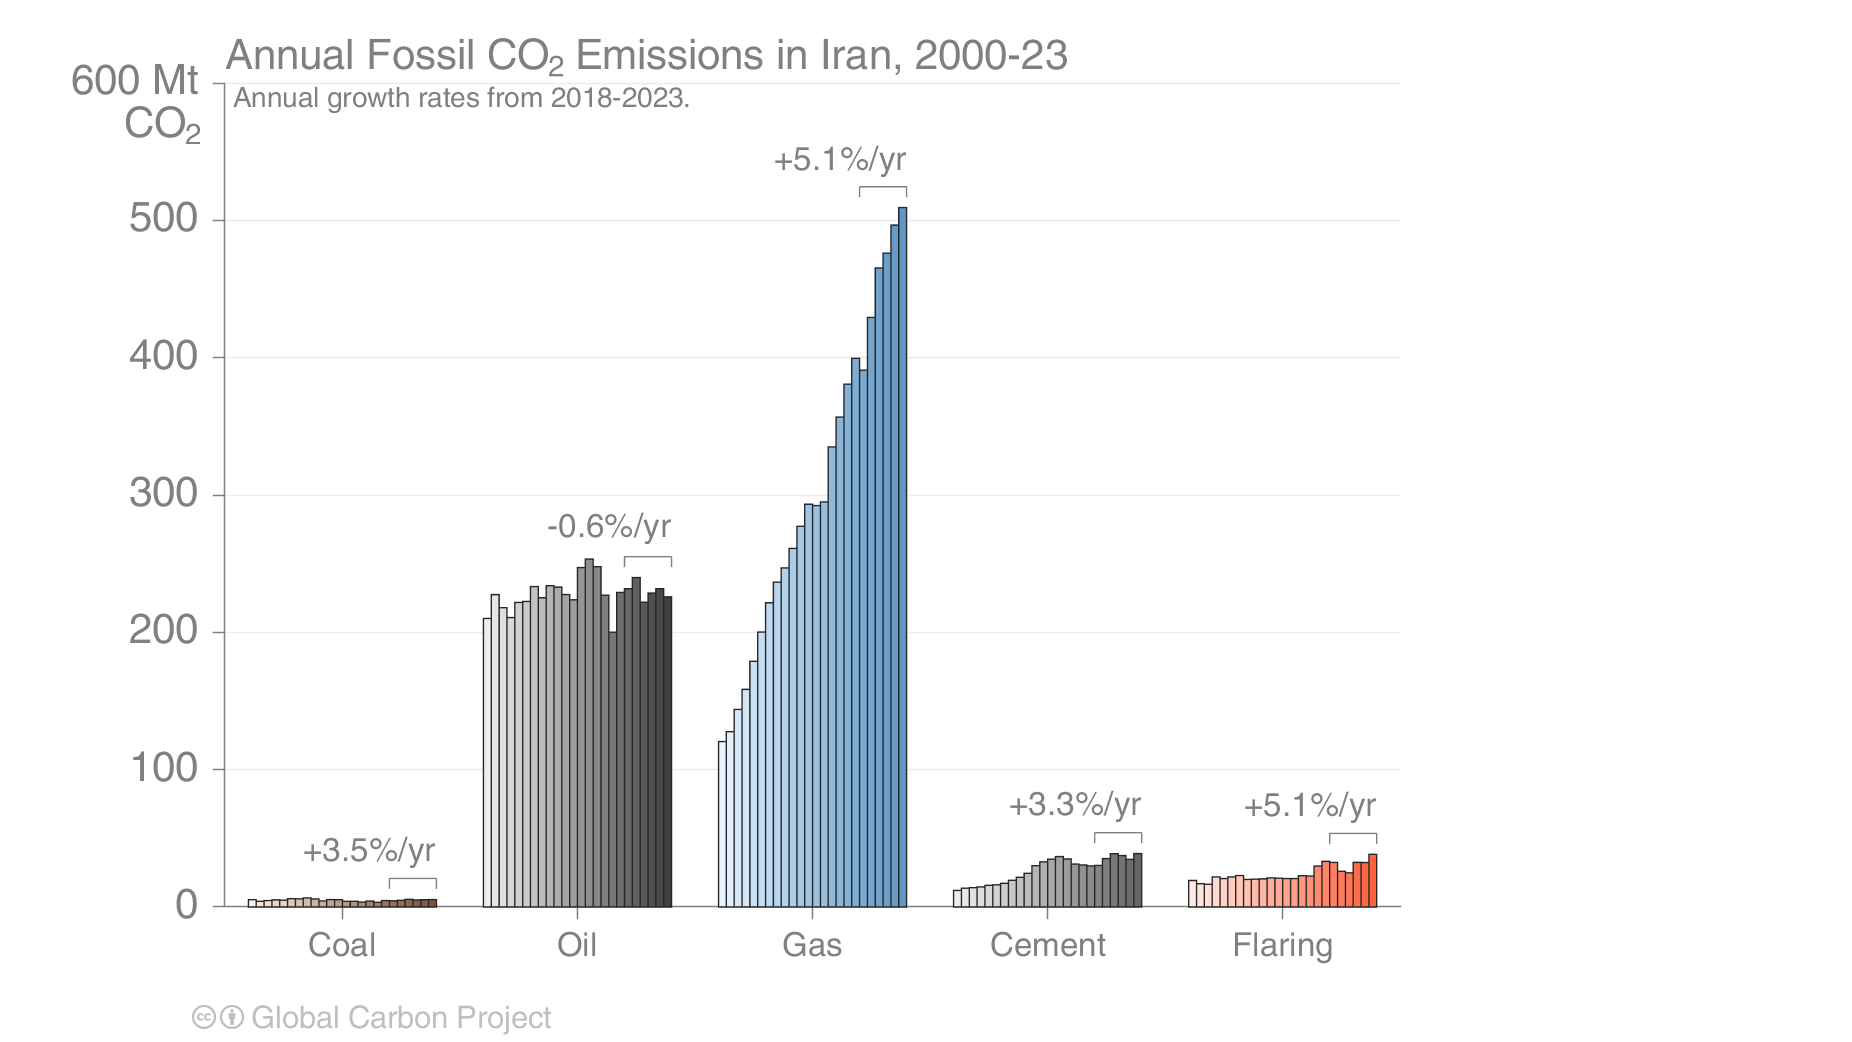 Annual Fossil CO₂ Emissions in Iran, 2000-23
600 Mt
CO₂
Annual growth rates from 2018-2023.
+5.1%/yr
500
400
300
-0.6%/yr
200
100
+3.3%/yr
+5.1%/yr
+3.5%/yr
0
Coal
Oil
Gas
Cement
Flaring
cc Global Carbon Project